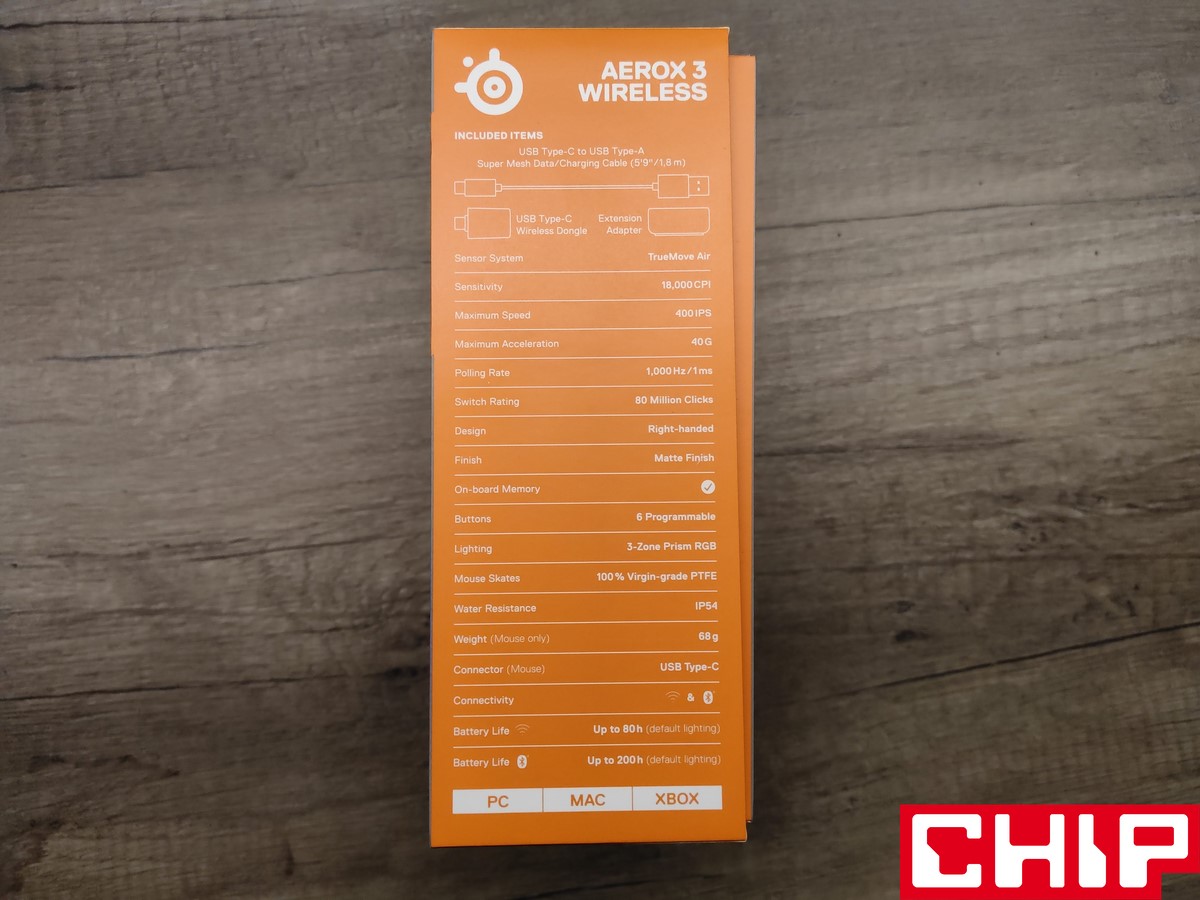 AEROX 3
WIRELESS
INCLUDED ITEMS
USB Type-C to USB Type-A
Super Mesh Data/Charging Cable (5'9"/1,8 m)
USB Type-C
Wireless Dongle
Extension
Adapter
Sensor System TrueMove Air
Sensitivity 18,000 CPI
Maximum Speed 400 IPS
Maximum Acceleration 40 G
Polling Rate 1,000 Hz/1 ms
Switch Rating 80 Million Clicks
Design Right-handed
Finish Matte Finish
On-board Memory
Buttons 6 Programmable
Lighting 3-Zone Prism RGB
Mouse Skates 100% Virgin-grade PTFE
Water Resistance IP54
Weight (Mouse only) 68 g
Connector (Mouse) USB Type-C
Connectivity &
Battery Life Up to 80 h (default lighting)
Battery Life Up to 200 h (default lighting)
PC MAC XBOX
CHIP